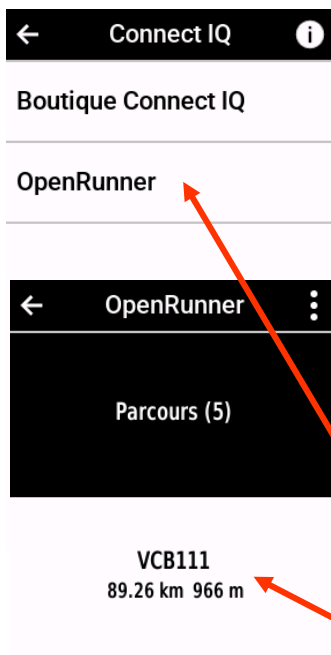 Connect IQ
Boutique Connect IQ
OpenRunner
OpenRunner
Parcours (5)
VCB111
89.26 km 966 m